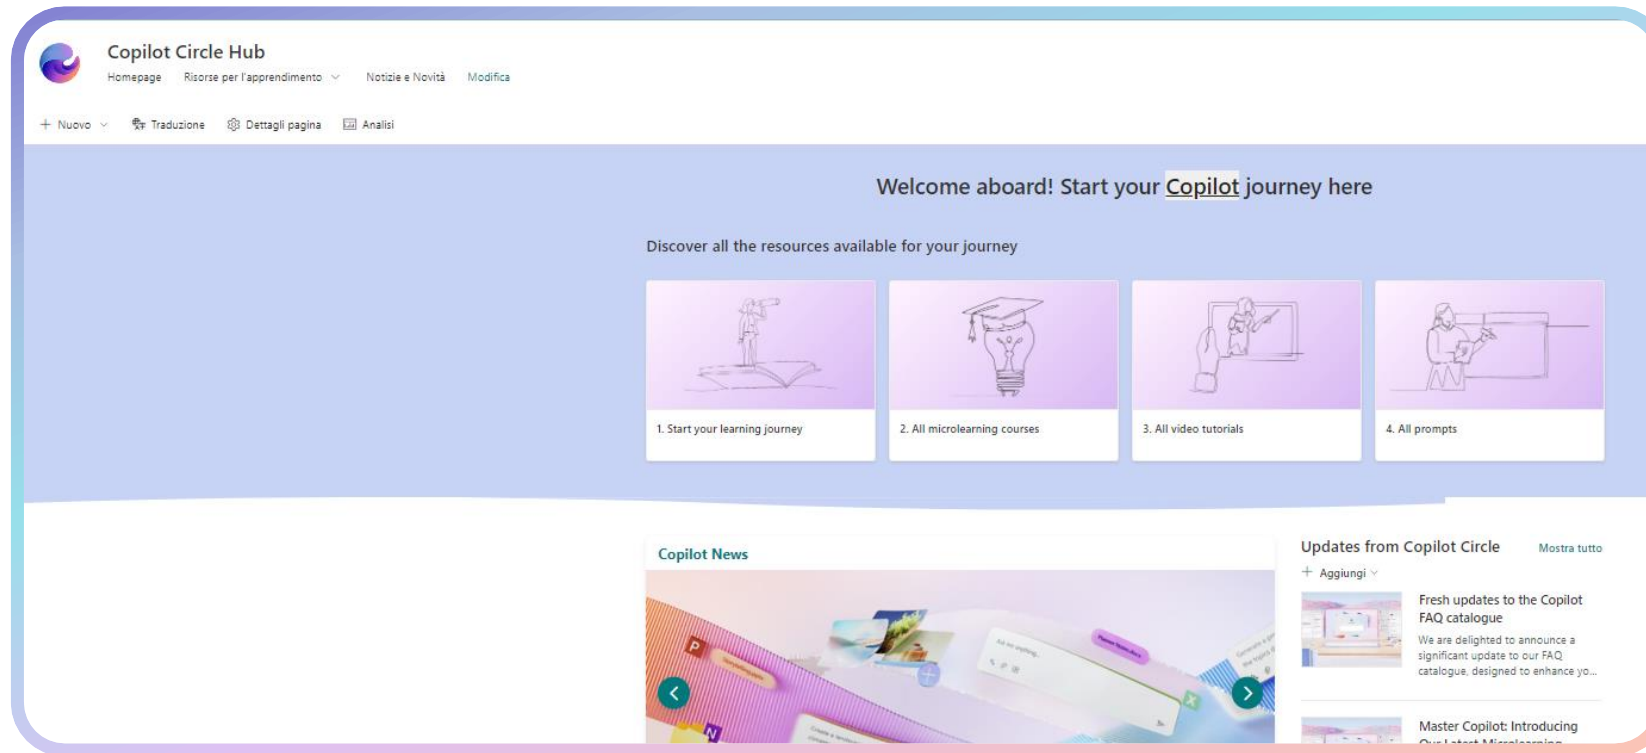 Copilot Circle Hub
Homepage Risorse per l'apprendimento Notizie e Novità Modifica
+ Nuovo Traduzione Dettagli pagina Analisi
Welcome aboard! Start your Copilot journey here
Discover all the resources available for your journey
1. Start your learning journey
2. All microlearning courses
3. All video tutorials
4. All prompts
Copilot News
P
N
X
Updates from Copilot Circle Mostra tutto
+ Aggiungi
Fresh updates to the Copilot
FAQ catalogue
We are delighted to announce a
significant update to our FAQ
catalogue, designed to enhance yo...
Master Copilot: Introducing
Our Latest Microlearning